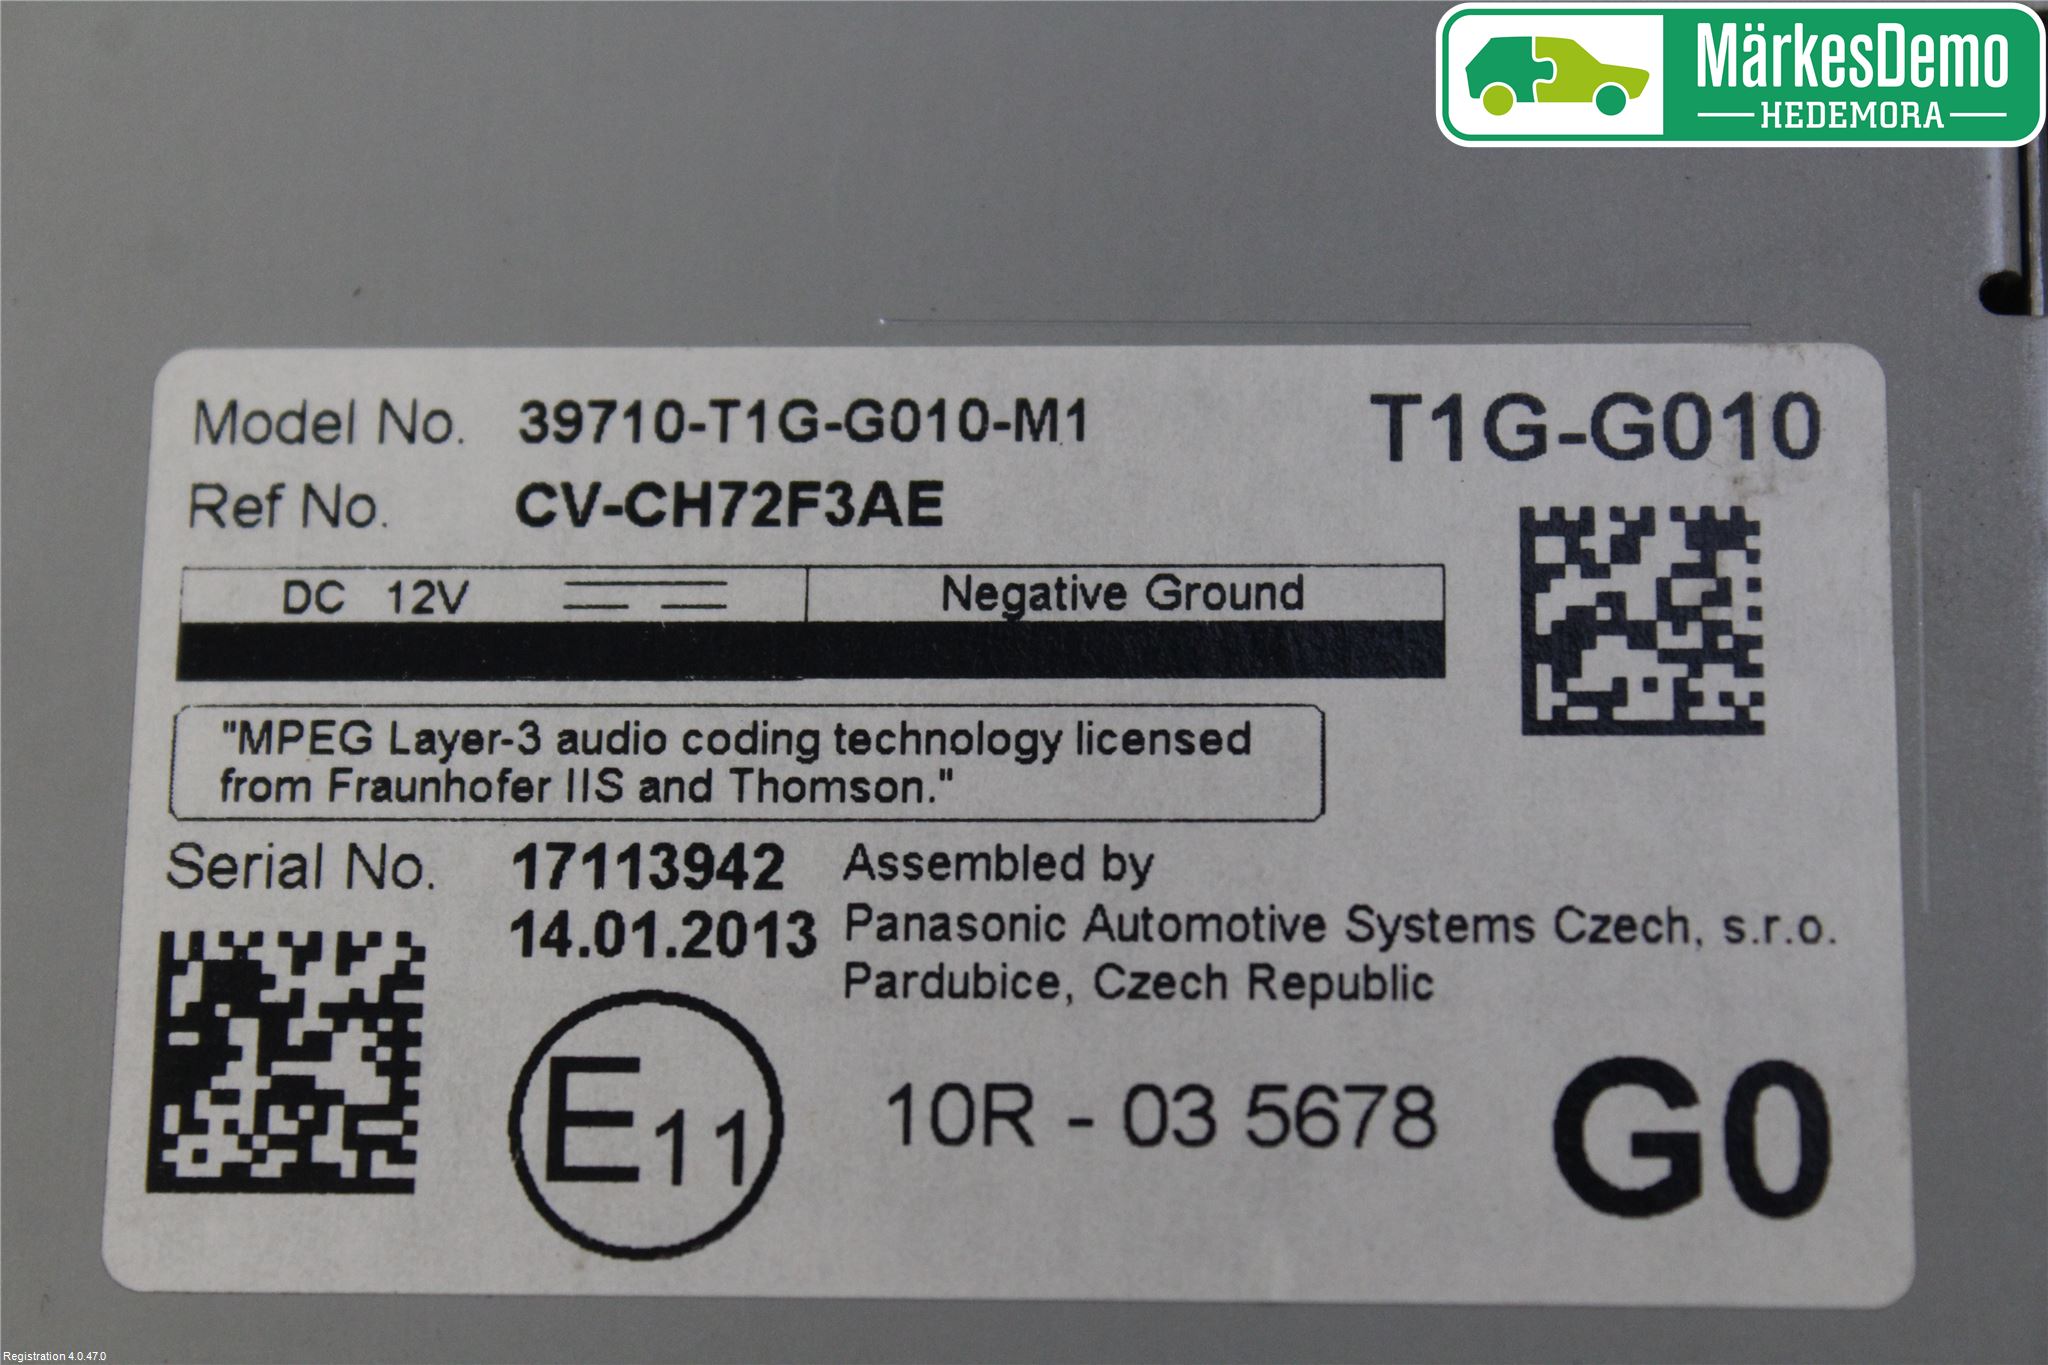 MärkesDemo
HEDEMORA
Model No. 39710-T1G-G010-M1 T1G-G010
Ref No. CV-CH72F3AE
DC 12V Negative Ground
"MPEG Layer-3 audio coding technology licensed
from Fraunhofer IIS and Thomson."
Serial No. 17113942 Assembled by
14.01.2013 Panasonic Automotive Systems Czech, s.r.o.
Pardubice, Czech Republic
E11 10R - 03 5678 G0
Registration 4.0.47.0